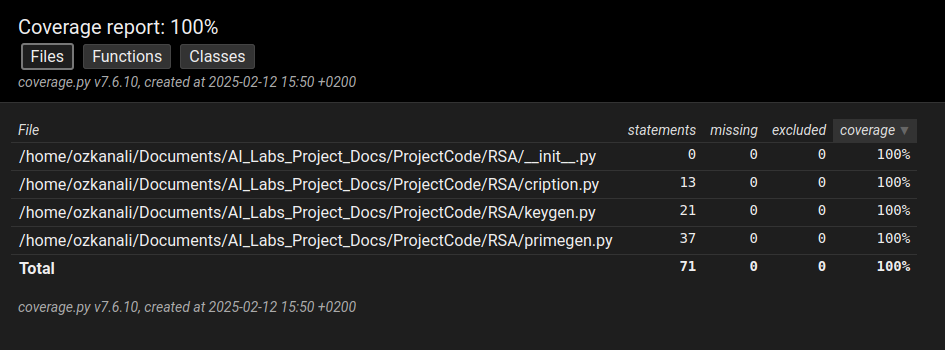 Coverage report: 100%
Files Functions Classes
coverage.py v7.6.10, created at 2025-02-12 15:50 +0200
File statements missing excluded coverage ▼
/home/ozkanali/Documents/AI_Labs_Project_Docs/ProjectCode/RSA/__init__.py 0 0 0 100%
/home/ozkanali/Documents/AI_Labs_Project_Docs/ProjectCode/RSA/cription.py 13 0 0 100%
/home/ozkanali/Documents/AI_Labs_Project_Docs/ProjectCode/RSA/keygen.py 21 0 0 100%
/home/ozkanali/Documents/AI_Labs_Project_Docs/ProjectCode/RSA/primegen.py 37 0 0 100%
Total 71 0 0 100%
coverage.py v7.6.10, created at 2025-02-12 15:50 +0200